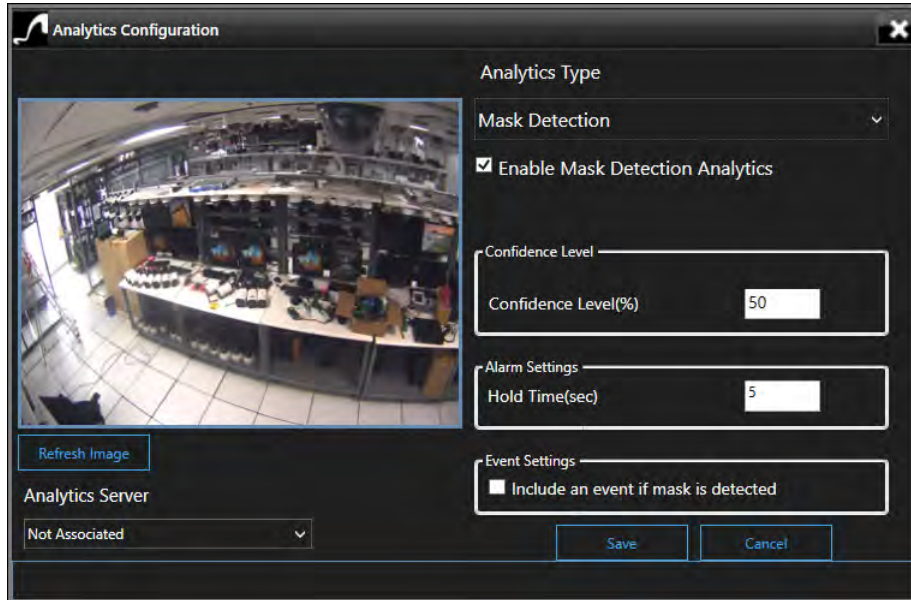 Analytics Configuration
Analytics Type
Mask Detection
Enable Mask Detection Analytics
Confidence Level
Confidence Level(%)
50
Alarm Settings
Hold Time(sec)
5
Event Settings
Include an event if mask is detected
Refresh Image
Analytics Server
Not Associated
Save
Cancel